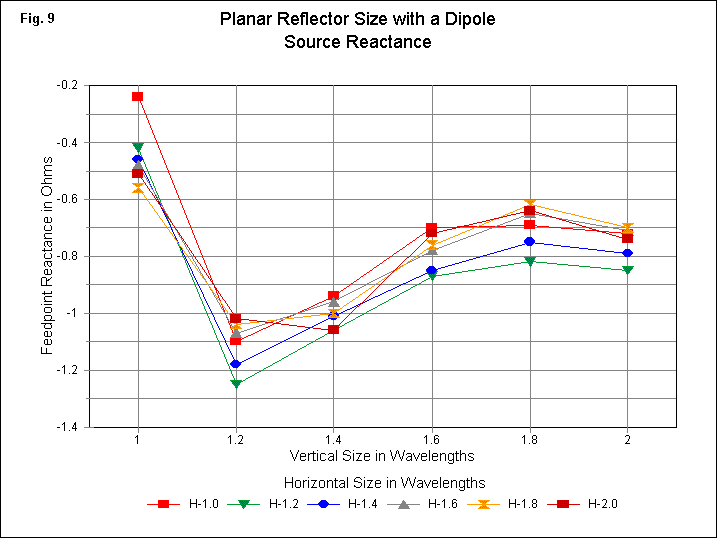 Fig. 9
Planar Reflector Size with a Dipole
Source Reactance
Feedpoint Reactance in Ohms
-0.2
-0.4
-0.6
-0.8
-1
-1.2
-1.4
1 1.2 1.4 1.6 1.8 2
Vertical Size in Wavelengths
Horizontal Size in Wavelengths
H-1.0 H-1.2 H-1.4 H-1.6 H-1.8 H-2.0